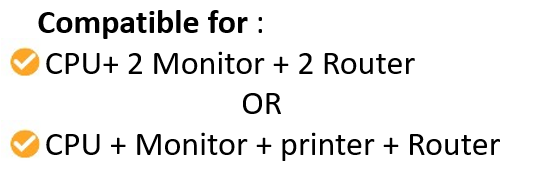 Compatible for :
CPU+ 2 Monitor + 2 Router
OR
CPU + Monitor + printer + Router